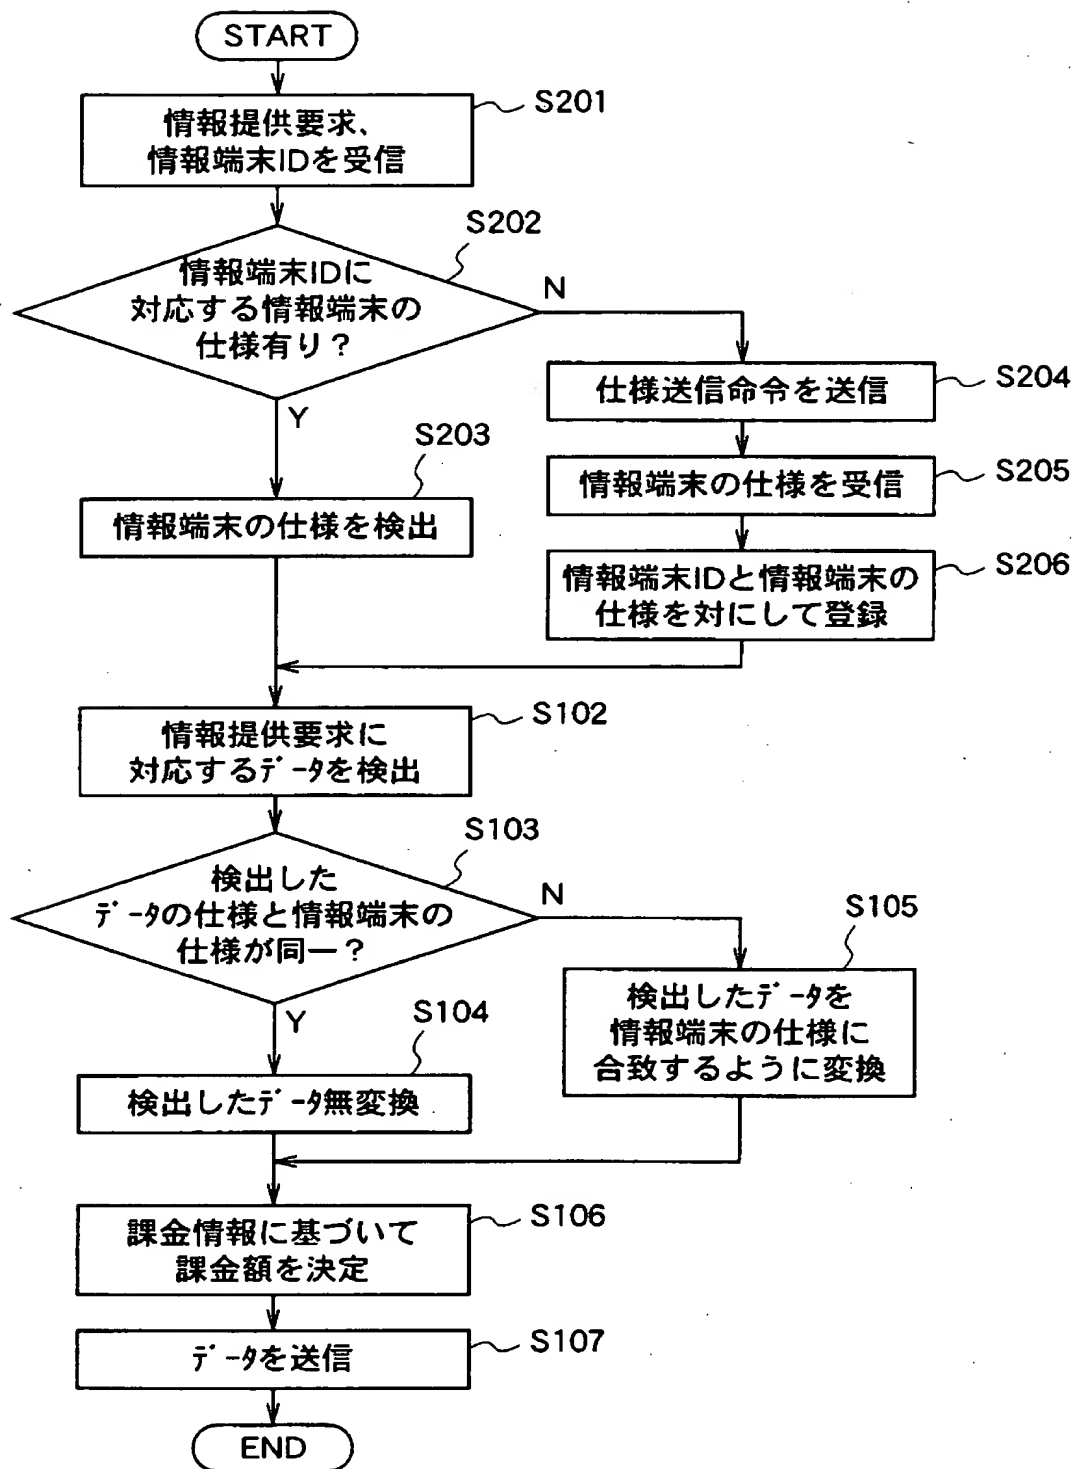 START
S201
情報提供要求、
情報端末IDを受信
S202
情報端末IDに
対応する情報端末の
仕様有り？
N
Y
S204
仕様送信命令を送信
S203
情報端末の仕様を検出
S205
情報端末の仕様を受信
S206
情報端末IDと情報端末の
仕様を対にして登録
S102
情報提供要求に
対応するﾃﾞｰﾀを検出
S103
検出した
ﾃﾞｰﾀの仕様と情報端末の
仕様が同一？
N
Y
S105
検出したﾃﾞｰﾀを
情報端末の仕様に
合致するように変換
S104
検出したﾃﾞｰﾀ無変換
S106
課金情報に基づいて
課金額を決定
S107
ﾃﾞｰﾀを送信
END